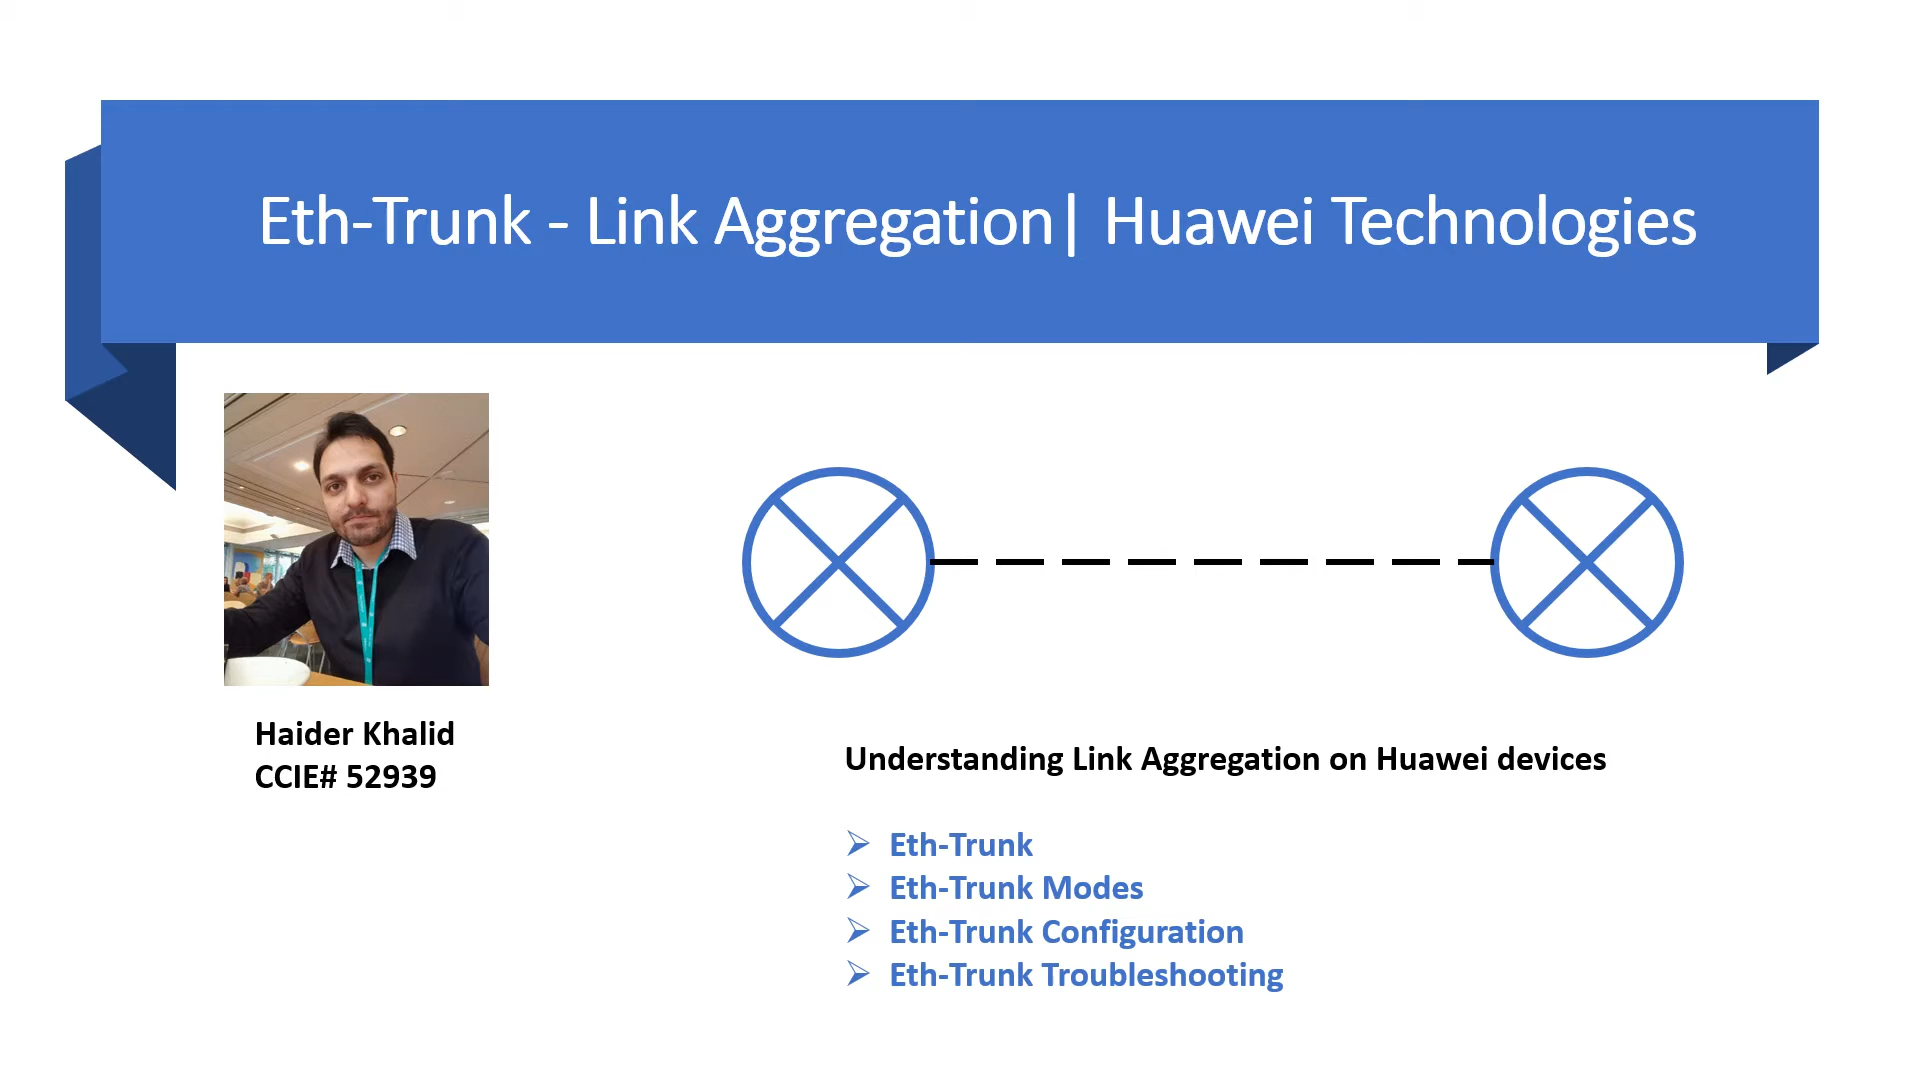 Eth-Trunk - Link Aggregation| Huawei Technologies
Haider Khalid
CCIE# 52939
Understanding Link Aggregation on Huawei devices
Eth-Trunk
Eth-Trunk Modes
Eth-Trunk Configuration
Eth-Trunk Troubleshooting